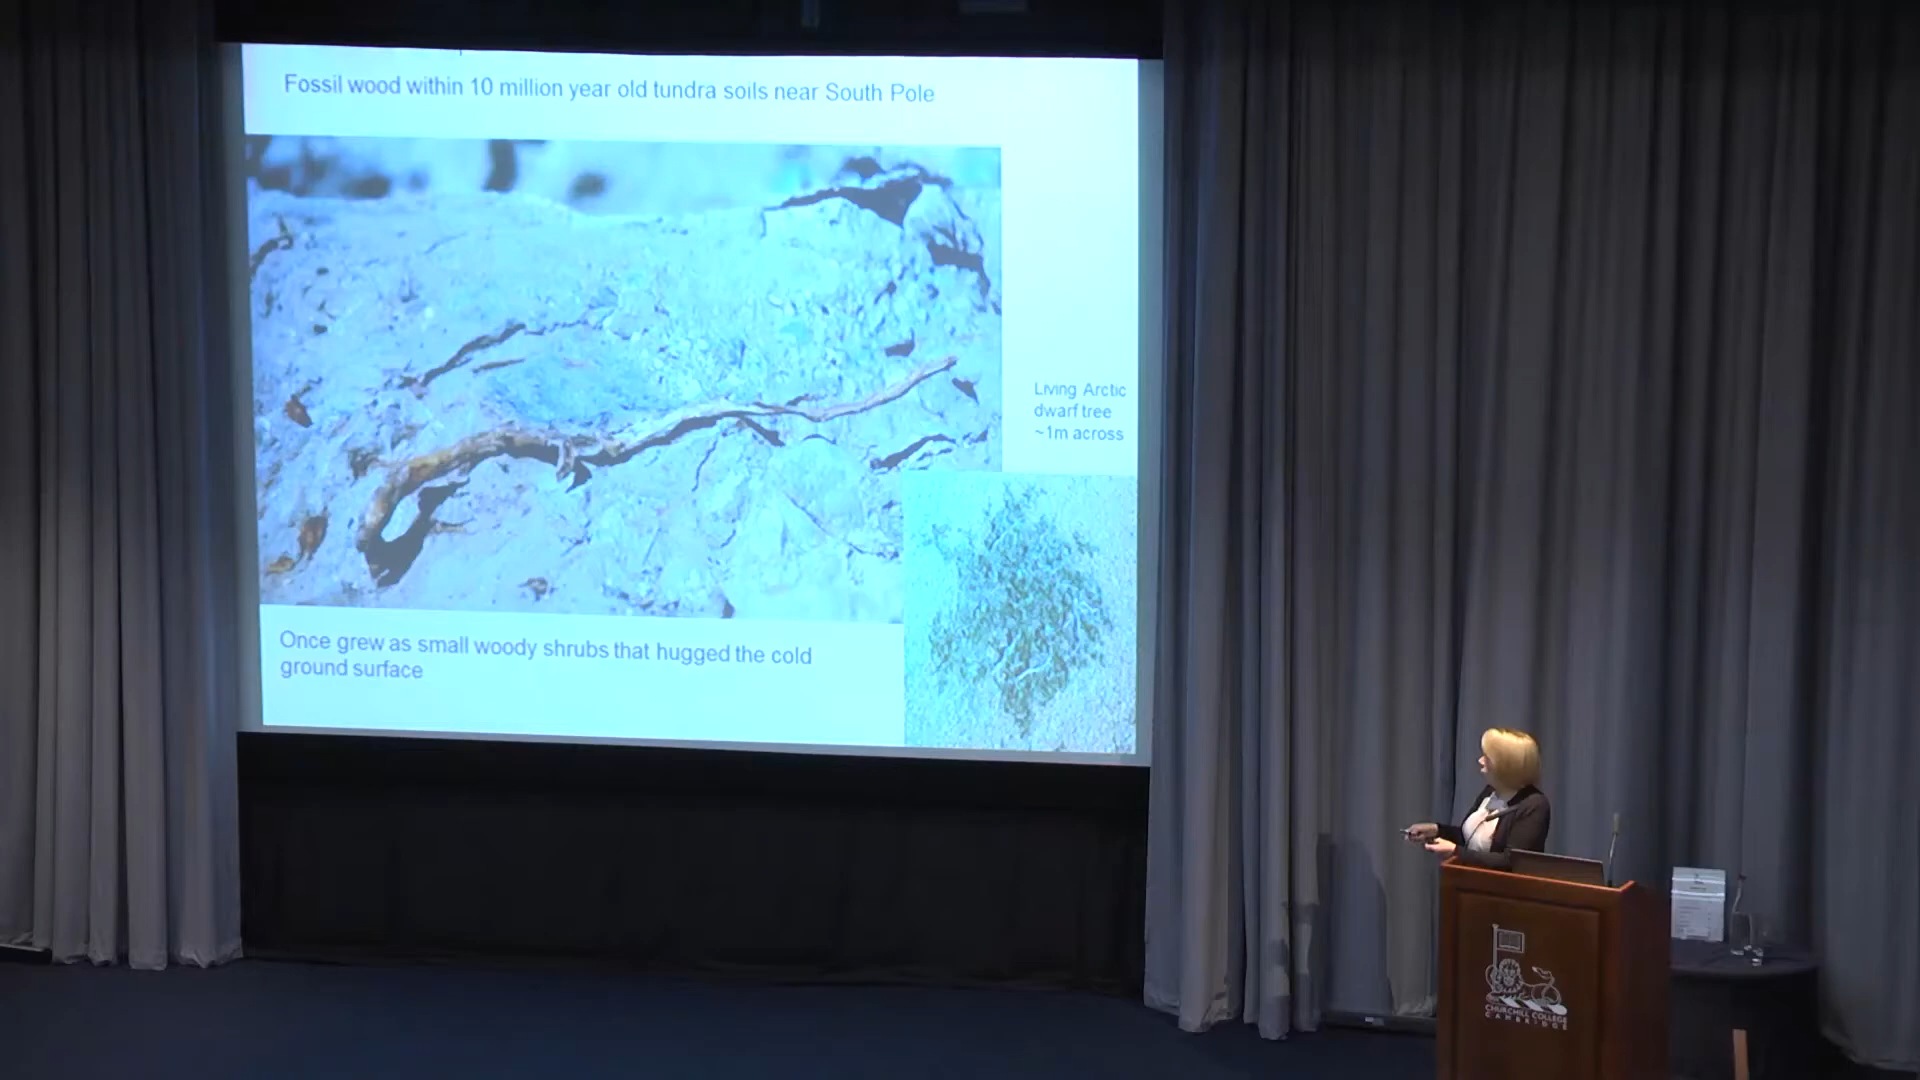 Fossil wood within 10 million year old tundra soils near South Pole
Living Arctic
dwarf tree
~1m across
Once grew as small woody shrubs that hugged the cold
ground surface
CHURCHILL COLLEGE
CAMBRIDGE